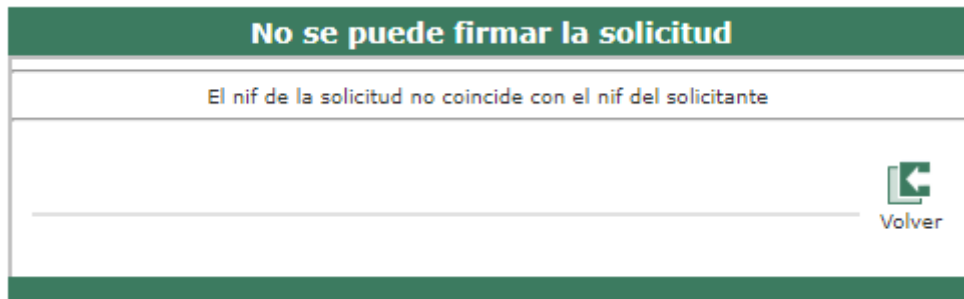 No se puede firmar la solicitud
El nif de la solicitud no coincide con el nif del solicitante
Volver